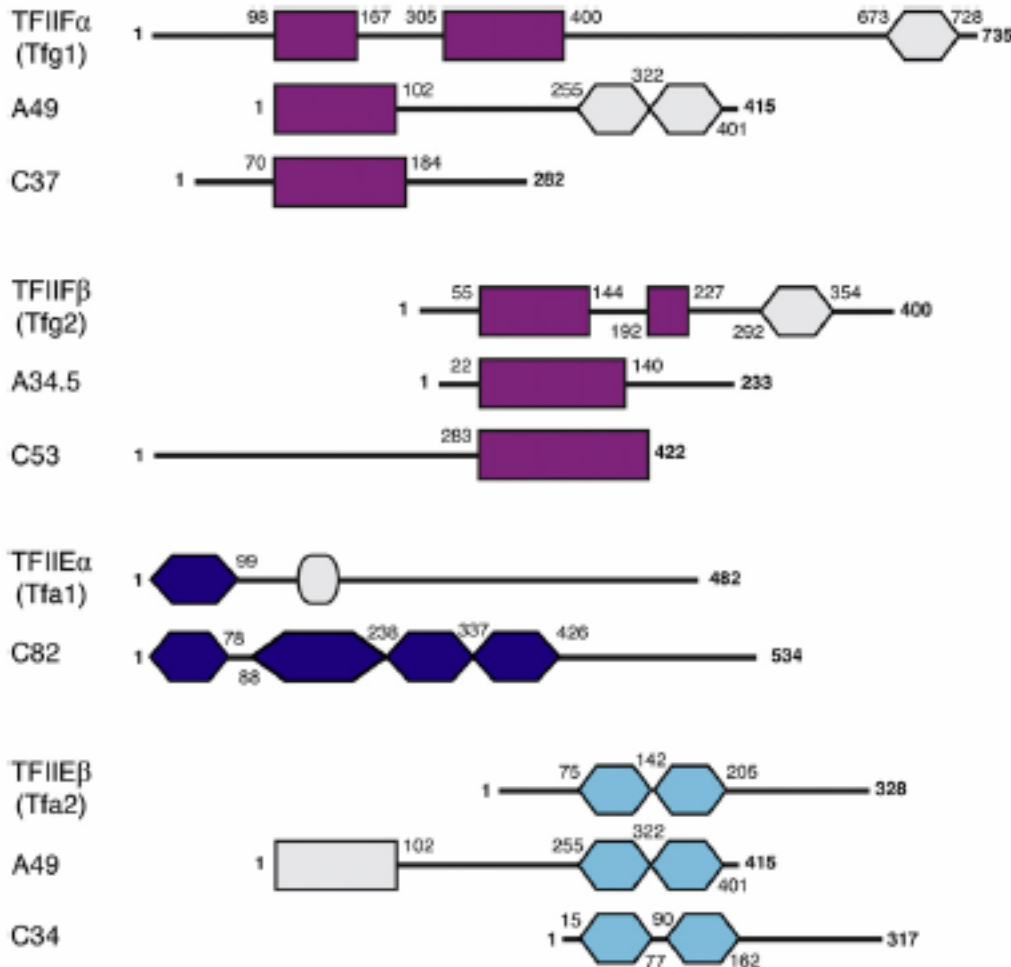 TFIIFα
(Tfg1)
1 98 167 305 400 673 728 735
A49
1 102 255 322 401 415
C37
1 70 184 282
TFIIFβ
(Tfg2)
1 55 144 192 227 292 354 400
A34.5
1 22 140 233
C53
1 283 422
TFIIEα
(Tfa1)
1 99 482
C82
1 78 88 238 337 426 534
TFIIEβ
(Tfa2)
1 75 142 205 328
A49
1 102 255 322 401 415
C34
1 15 77 90 162 317